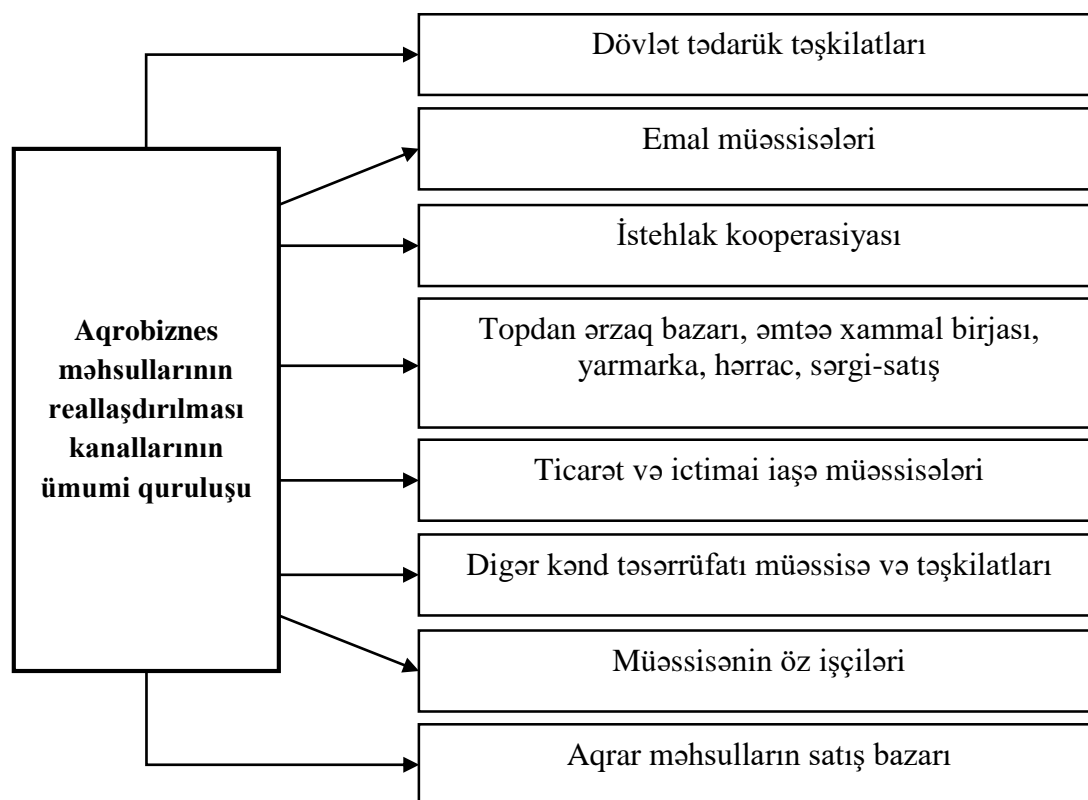 Dövlət tədarük təşkilatları
Emal müəssisələri
İstehlak kooperasiyası
Aqrobiznes
məhsullarının
reallaşdırılması
kanallarının
ümumi quruluşu
Topdan ərzaq bazarı, əmtəə xammal birjası,
yarmarka, hərrac, sərgi-satış
Ticarət və ictimai iaşə müəssisələri
Digər kənd təsərrüfatı müəssisə və təşkilatları
Müəssisənin öz işçiləri
Aqrar məhsulların satış bazarı